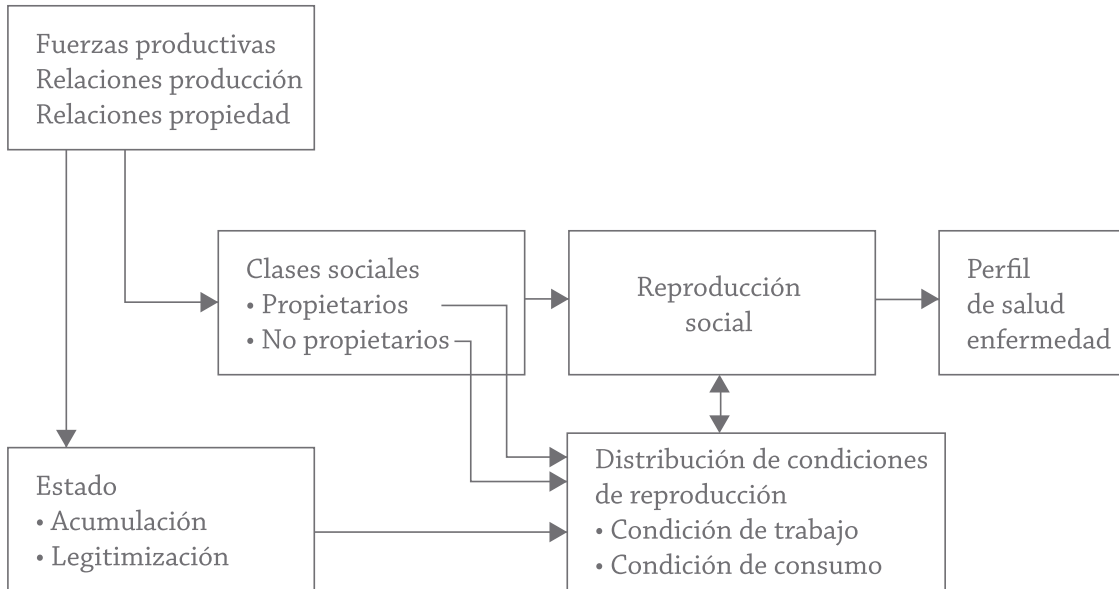 Fuerzas productivas
Relaciones producción
Relaciones propiedad
Clases sociales
• Propietarios
• No propietarios
Reproducción
social
Perfil
de salud
enfermedad
Estado
• Acumulación
• Legitimización
Distribución de condiciones
de reproducción
• Condición de trabajo
• Condición de consumo